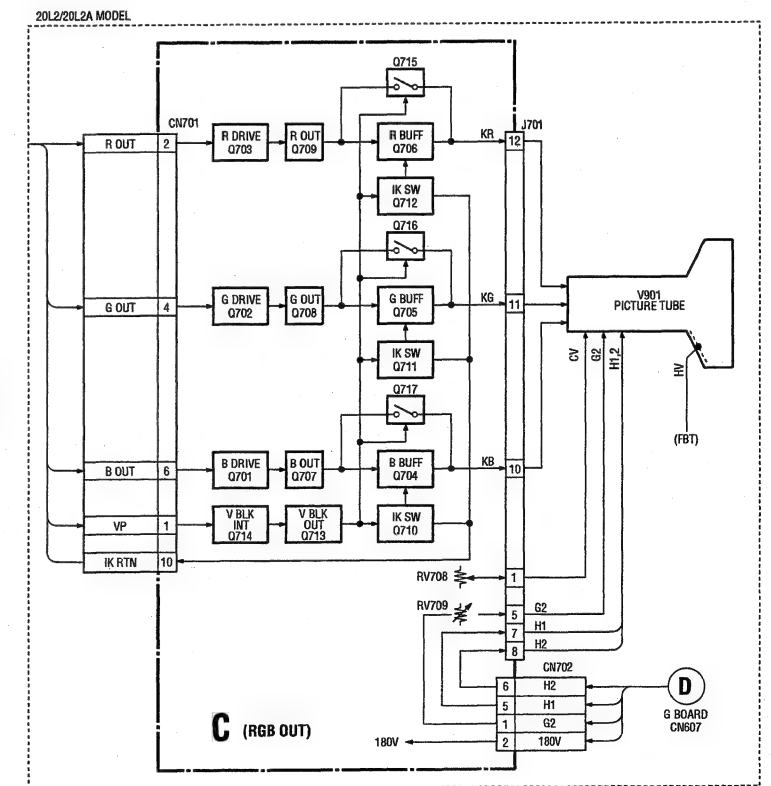 20L2/20L2A MODEL
Q715
CN701
J701
R OUT 2
R DRIVE
Q703
R OUT
Q709
R BUFF
Q706
KR
12
IK SW
Q712
Q716
V901
PICTURE TUBE
G OUT 4
G DRIVE
Q702
G OUT
Q708
G BUFF
Q705
KG
11
IK SW
Q711
CV
G2
H1,2
HV
(FBT)
Q717
B OUT 6
B DRIVE
Q701
B OUT
Q707
B BUFF
Q704
KB
10
VP 1
V BLK
INT
Q714
V BLK
OUT
Q713
IK SW
Q710
IK RTN 10
RV708
1
RV709
5 G2
7 H1
8 H2
CN702
6 H2
5 H1
1 G2
2 180V
180V
D
G BOARD
CN607
C (RGB OUT)